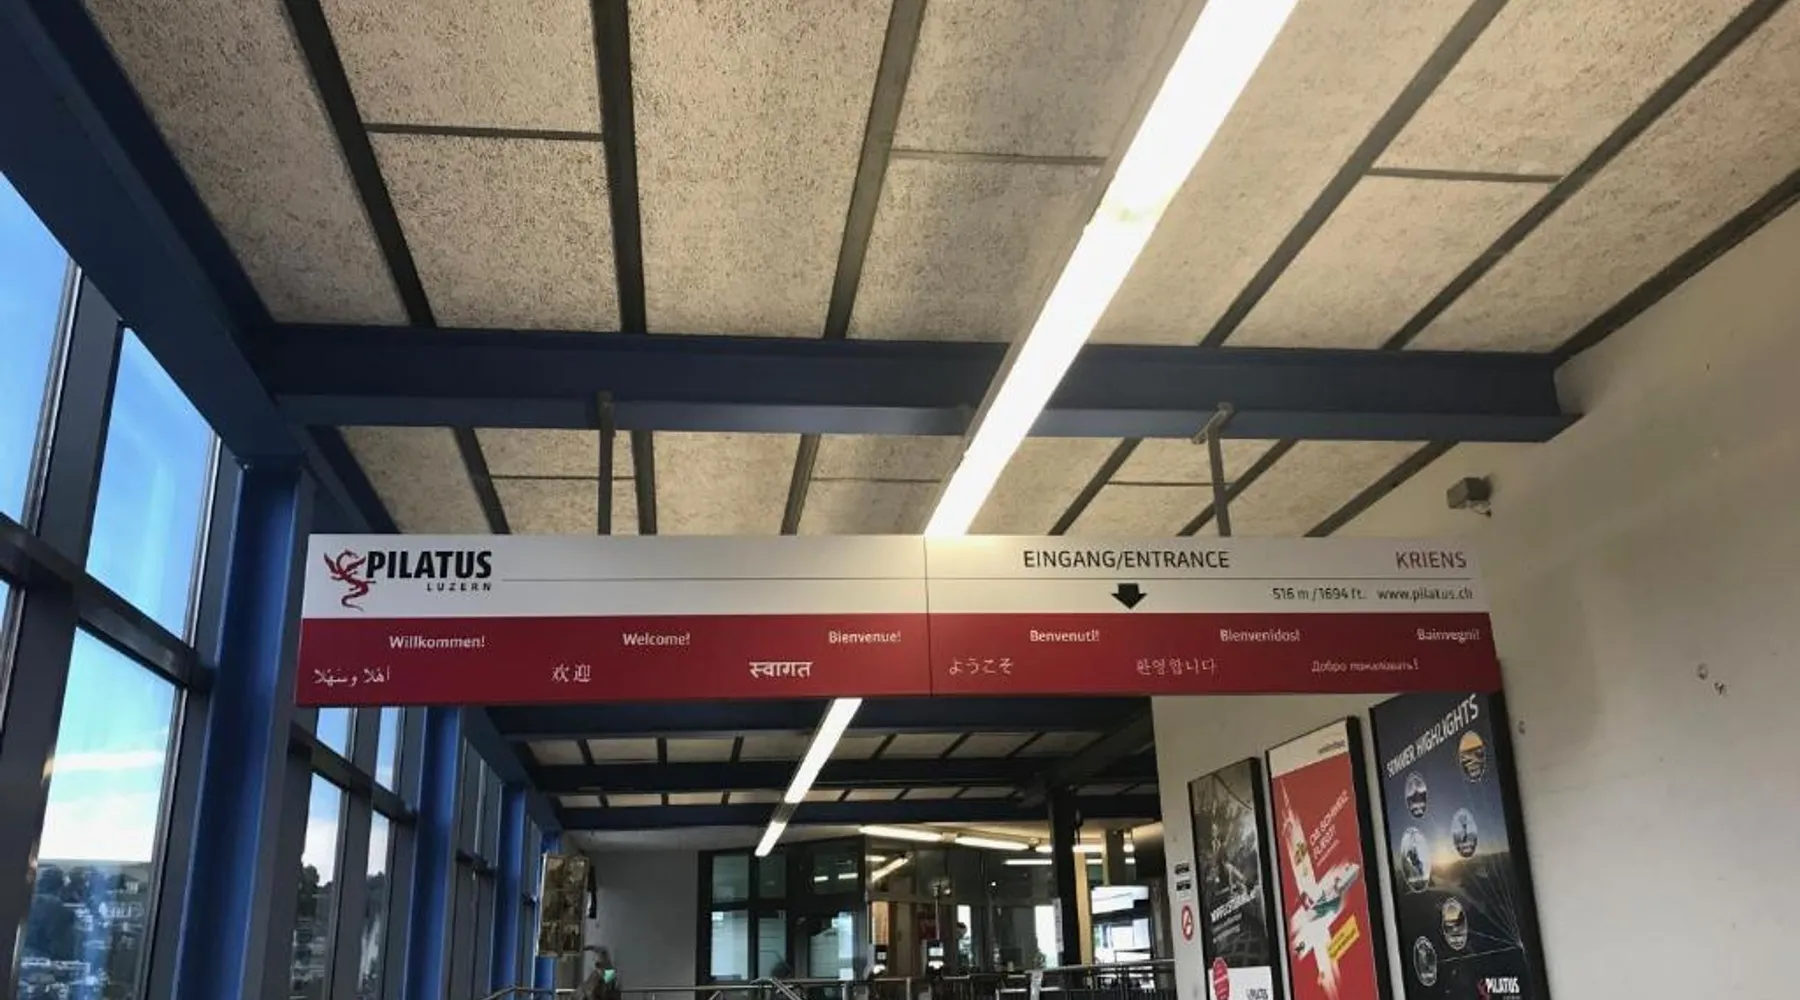 PILATUS
LUZERN
EINGANG/ENTRANCE
KRIENS
516 m / 1694 ft. www.pilatus.ch
Willkommen! Welcome! Bienvenue! Benvenuti! Bienvenidos! Bainvegni!
أهلا وسهلا 欢迎 स्वागत ようこそ 환영합니다 Добро пожаловать!
SOMMER HIGHLIGHTS
PILATUS